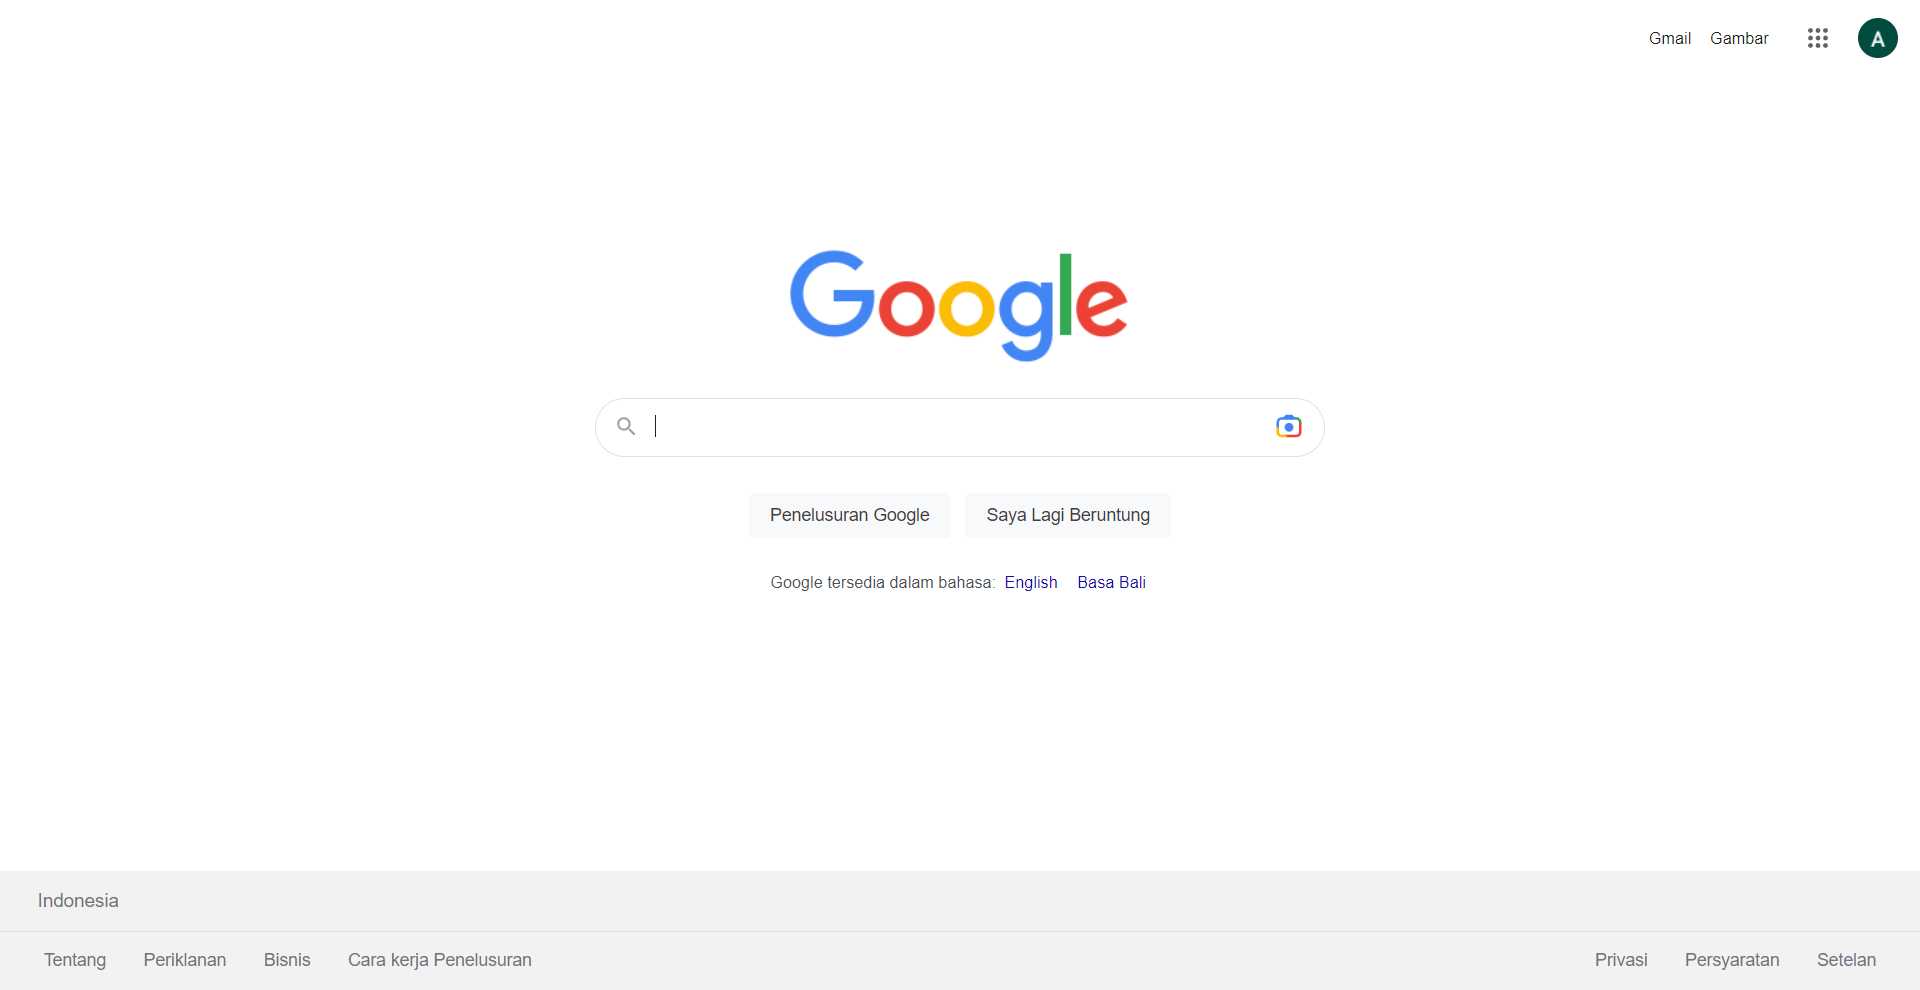 Gmail Gambar A
Google
Penelusuran Google Saya Lagi Beruntung
Google tersedia dalam bahasa: English Basa Bali
Indonesia
Tentang Periklanan Bisnis Cara kerja Penelusuran Privasi Persyaratan Setelan